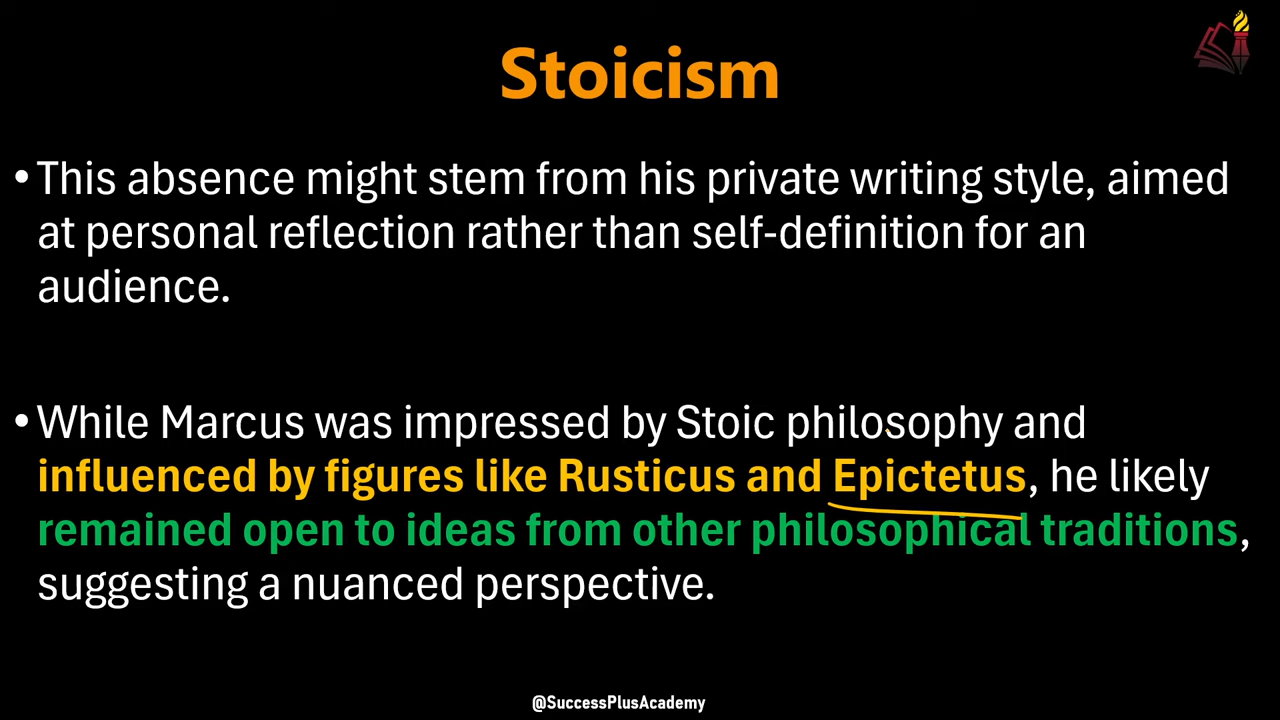 Stoicism
•This absence might stem from his private writing style, aimed
at personal reflection rather than self-definition for an
audience.
•While Marcus was impressed by Stoic philosophy and
influenced by figures like Rusticus and Epictetus, he likely
remained open to ideas from other philosophical traditions,
suggesting a nuanced perspective.
@SuccessPlusAcademy